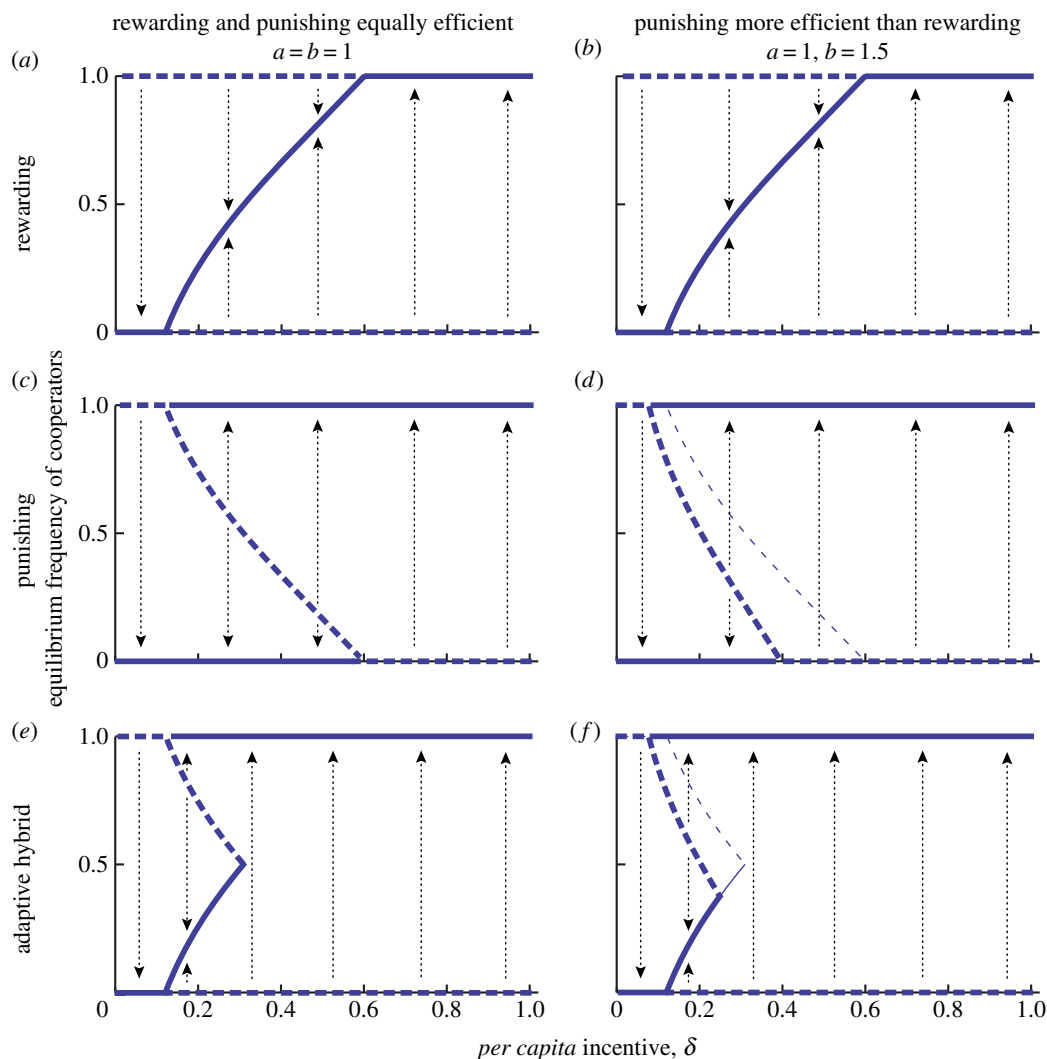 rewarding and punishing equally efficient
a = b = 1
punishing more efficient than rewarding
a = 1, b = 1.5
(a)
1.0
0.5
0
rewarding
(b)
(c)
1.0
0.5
0
punishing
equilibrium frequency of cooperators
(d)
(e)
1.0
0.5
adaptive hybrid
0 0.2 0.4 0.6 0.8 1.0
(f)
0 0.2 0.4 0.6 0.8 1.0
per capita incentive, δ